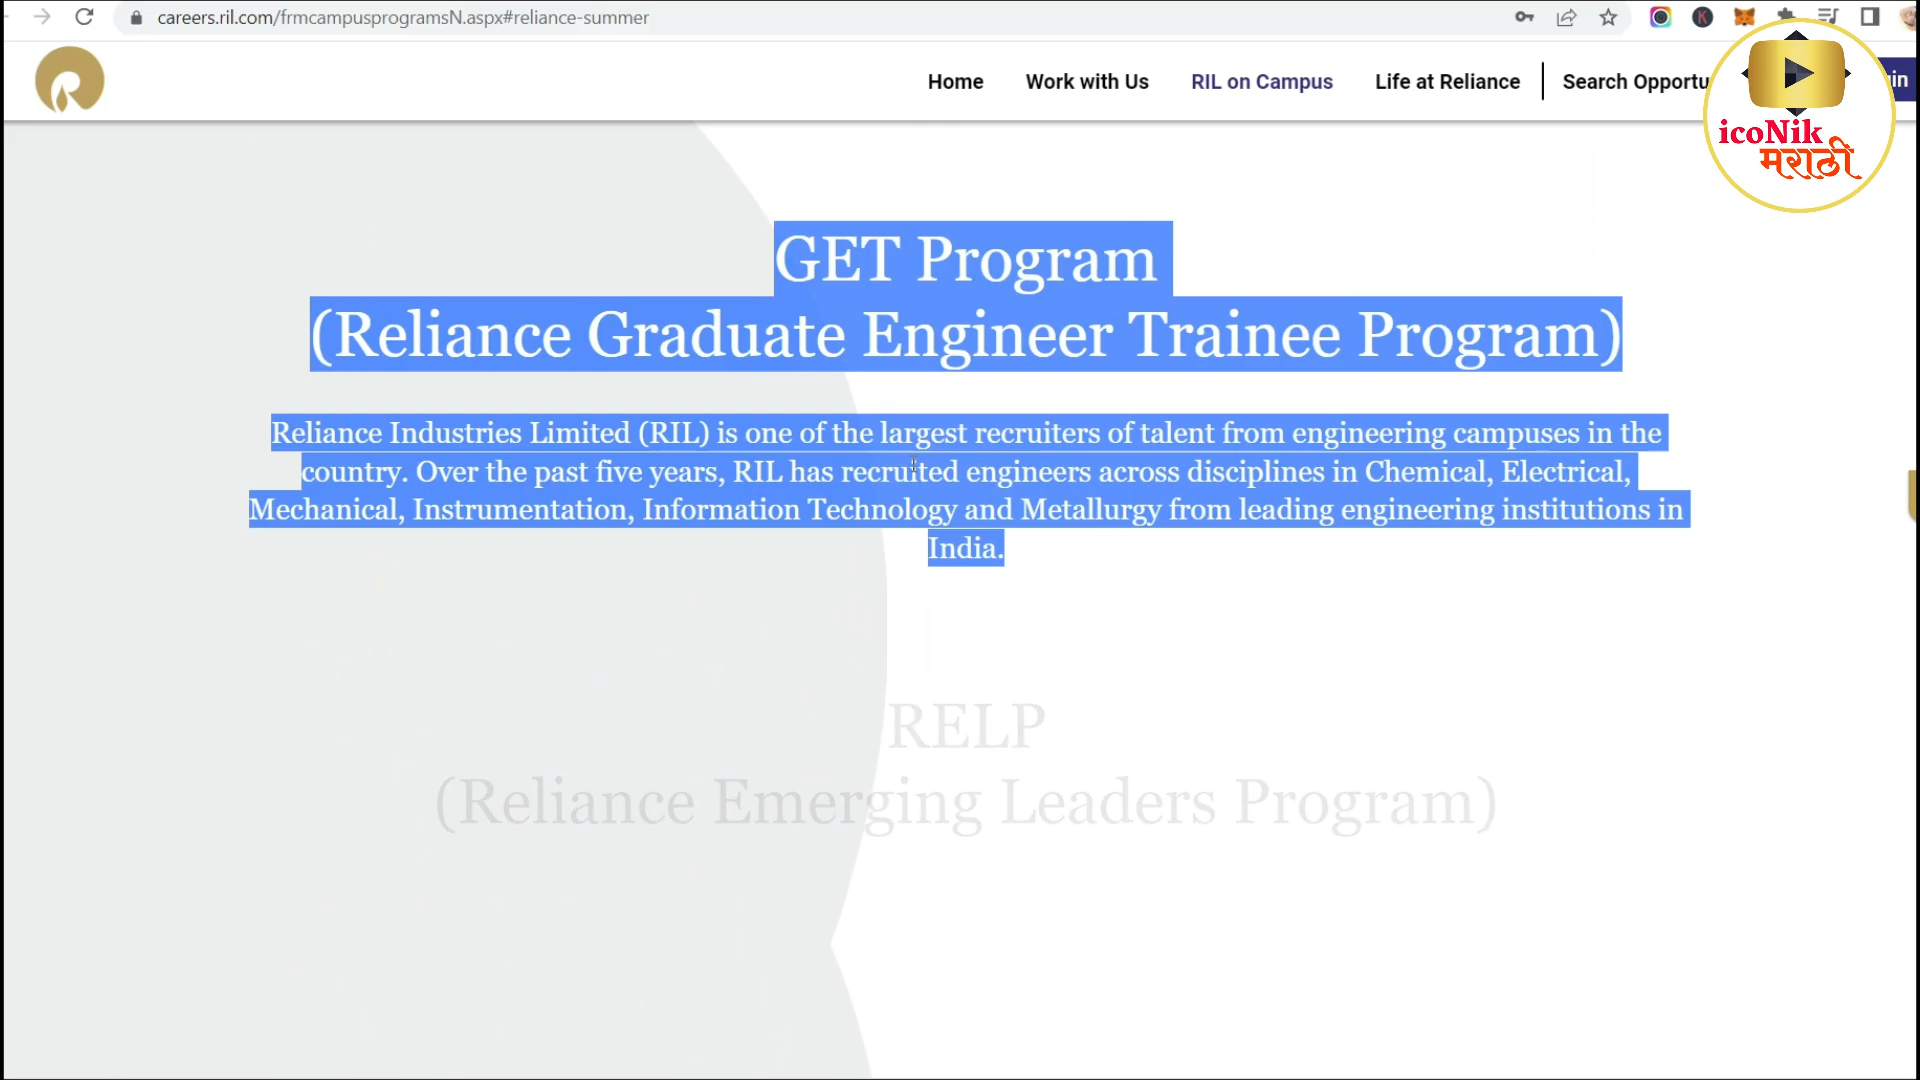 careers.ril.com/frmcampusprogramsN.aspx#reliance-summer
Home Work with Us RIL on Campus Life at Reliance Search Opportu in
icoNik
मराठी
GET Program
(Reliance Graduate Engineer Trainee Program)
Reliance Industries Limited (RIL) is one of the largest recruiters of talent from engineering campuses in the
country. Over the past five years, RIL has recruited engineers across disciplines in Chemical, Electrical,
Mechanical, Instrumentation, Information Technology and Metallurgy from leading engineering institutions in
India.
RELP
(Reliance Emerging Leaders Program)